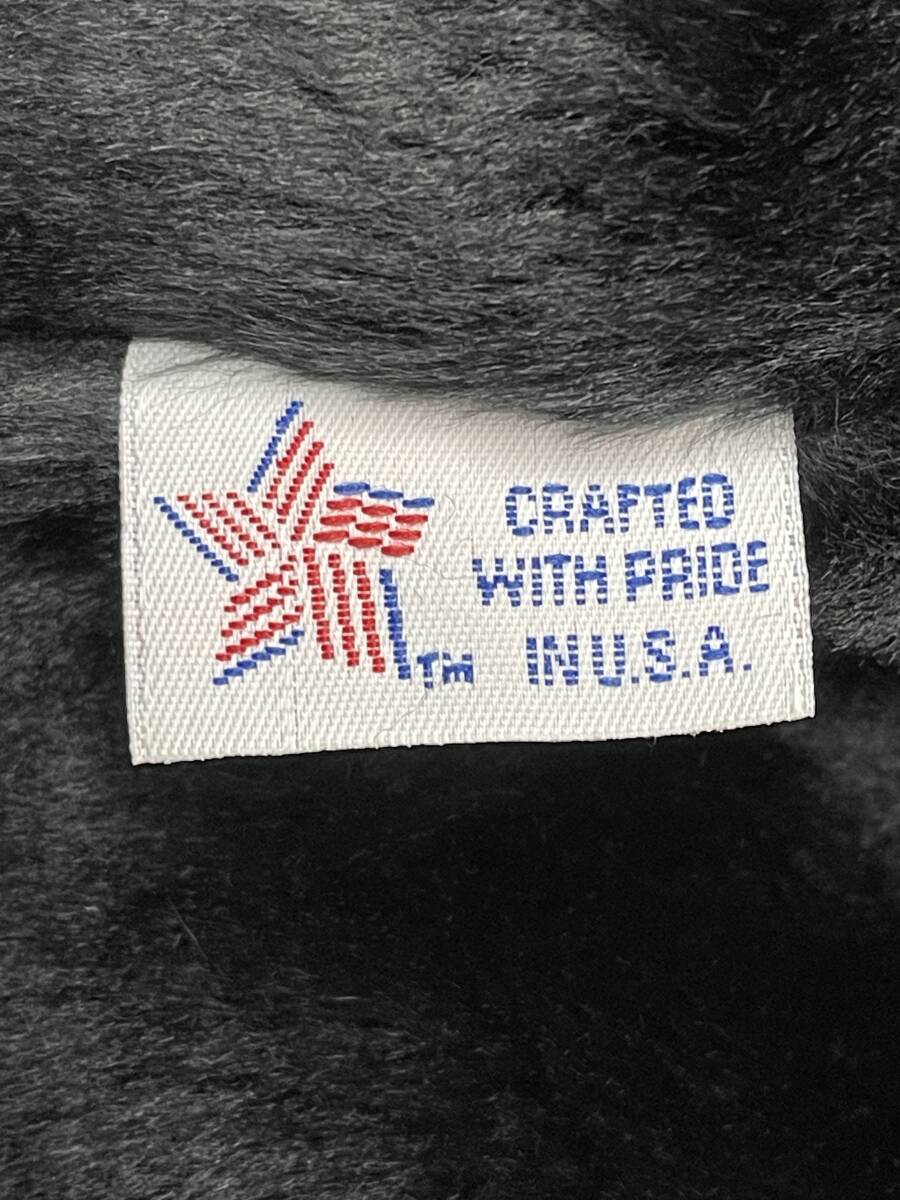 CRAFTED
WITH PRIDE
IN U.S.A.
TM